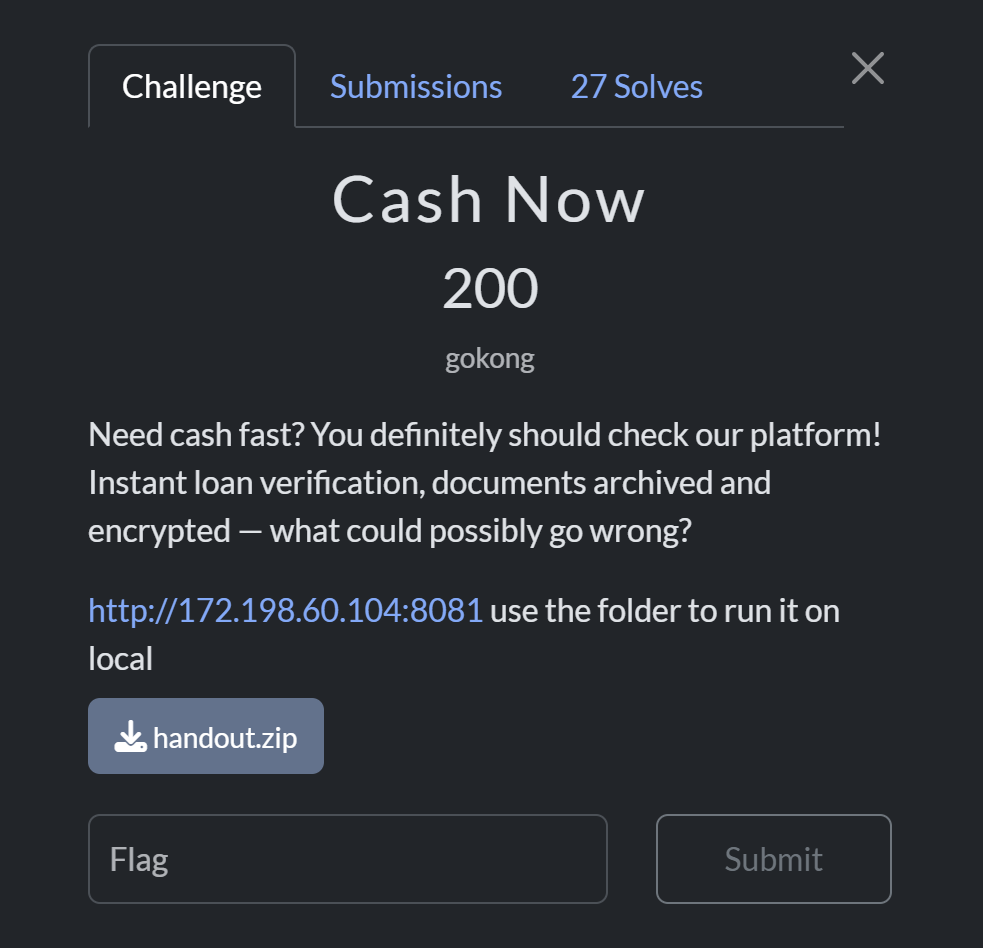 Challenge
Submissions
27 Solves
Cash Now
200
gokong
Need cash fast? You definitely should check our platform!
Instant loan verification, documents archived and
encrypted — what could possibly go wrong?
http://172.198.60.104:8081 use the folder to run it on
local
handout.zip
Flag
Submit